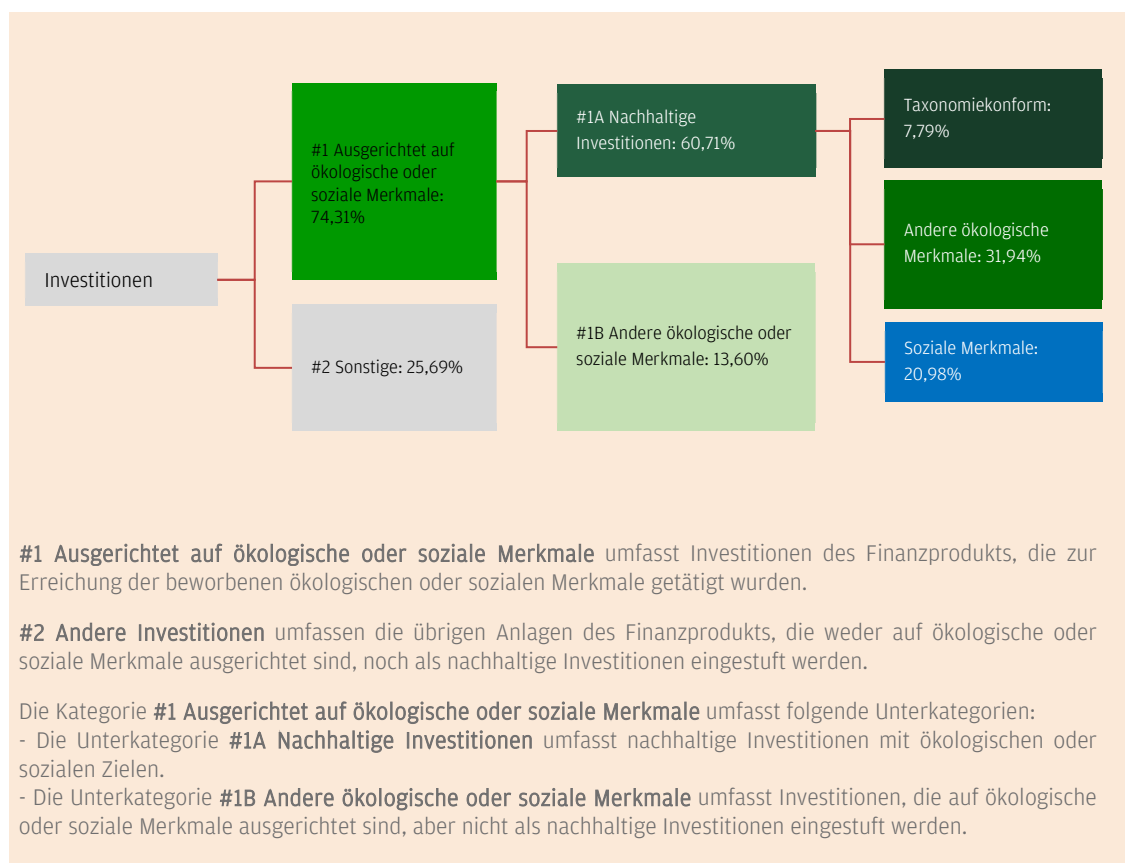 Investitionen
#1 Ausgerichtet auf
ökologische oder
soziale Merkmale:
74,31%
#2 Sonstige: 25,69%
#1A Nachhaltige
Investitionen: 60,71%
#1B Andere ökologische oder
soziale Merkmale: 13,60%
Taxonomiekonform:
7,79%
Andere ökologische
Merkmale: 31,94%
Soziale Merkmale:
20,98%
#1 Ausgerichtet auf ökologische oder soziale Merkmale umfasst Investitionen des Finanzprodukts, die zur
Erreichung der beworbenen ökologischen oder sozialen Merkmale getätigt wurden.
#2 Andere Investitionen umfassen die übrigen Anlagen des Finanzprodukts, die weder auf ökologische oder
soziale Merkmale ausgerichtet sind, noch als nachhaltige Investitionen eingestuft werden.
Die Kategorie #1 Ausgerichtet auf ökologische oder soziale Merkmale umfasst folgende Unterkategorien:
- Die Unterkategorie #1A Nachhaltige Investitionen umfasst nachhaltige Investitionen mit ökologischen oder
sozialen Zielen.
- Die Unterkategorie #1B Andere ökologische oder soziale Merkmale umfasst Investitionen, die auf ökologische
oder soziale Merkmale ausgerichtet sind, aber nicht als nachhaltige Investitionen eingestuft werden.